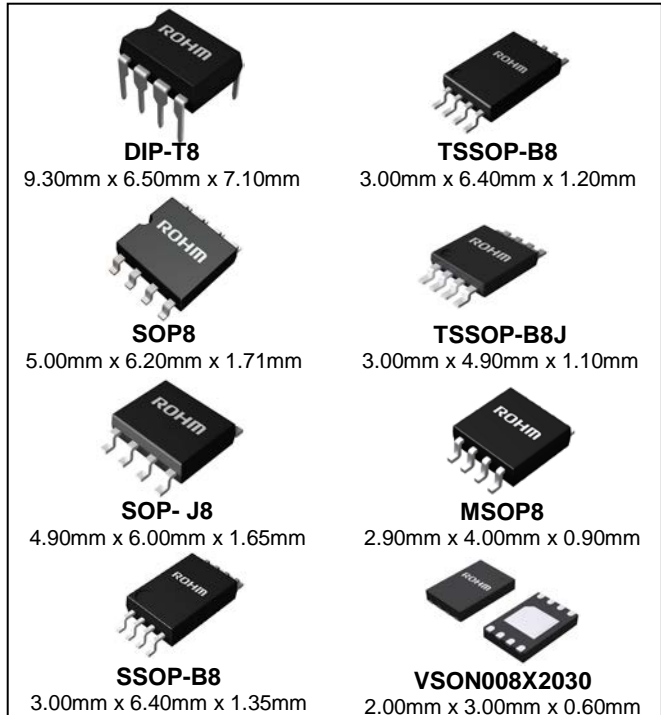 ROHM
DIP-T8
9.30mm x 6.50mm x 7.10mm
ROHM
TSSOP-B8
3.00mm x 6.40mm x 1.20mm
ROHM
SOP8
5.00mm x 6.20mm x 1.71mm
ROHM
TSSOP-B8J
3.00mm x 4.90mm x 1.10mm
ROHM
SOP- J8
4.90mm x 6.00mm x 1.65mm
ROHM
MSOP8
2.90mm x 4.00mm x 0.90mm
ROHM
SSOP-B8
3.00mm x 6.40mm x 1.35mm
ROHM
VSON008X2030
2.00mm x 3.00mm x 0.60mm